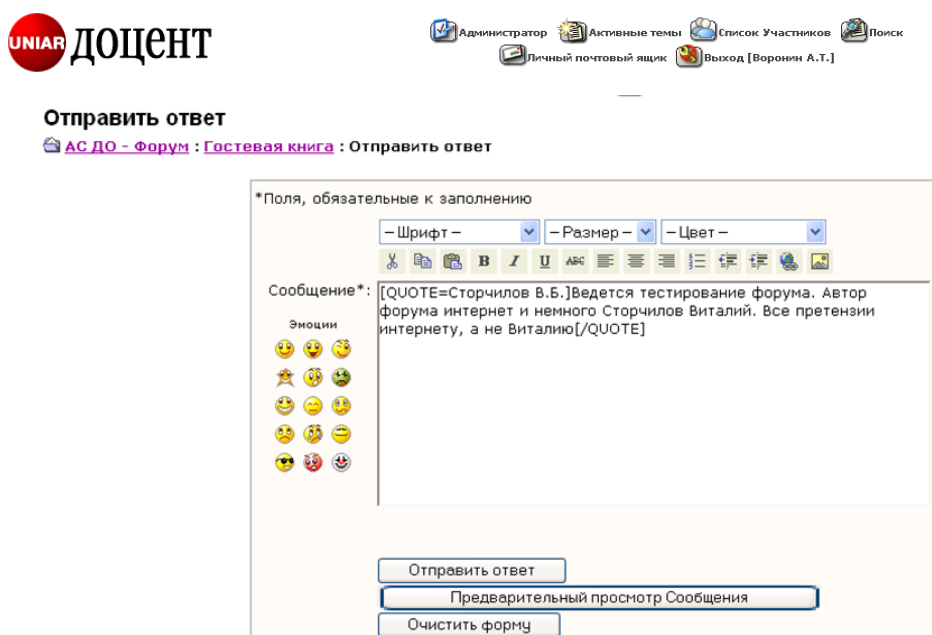 UNIAR ДОЦЕНТ
Администратор Активные темы Список Участников Поиск
Личный почтовый ящик Выход [Воронин А.Т.]
Отправить ответ
АС ДО - Форум : Гостевая книга : Отправить ответ
*Поля, обязательные к заполнению
– Шрифт – – Размер – – Цвет –
B I U ABC
Сообщение*:
[QUOTE=Сторчилов В.Б.]Ведется тестирование форума. Автор
форума интернет и немного Сторчилов Виталий. Все претензии
интернету, а не Виталию[/QUOTE]
Эмоции
Отправить ответ
Предварительный просмотр Сообщения
Очистить форму